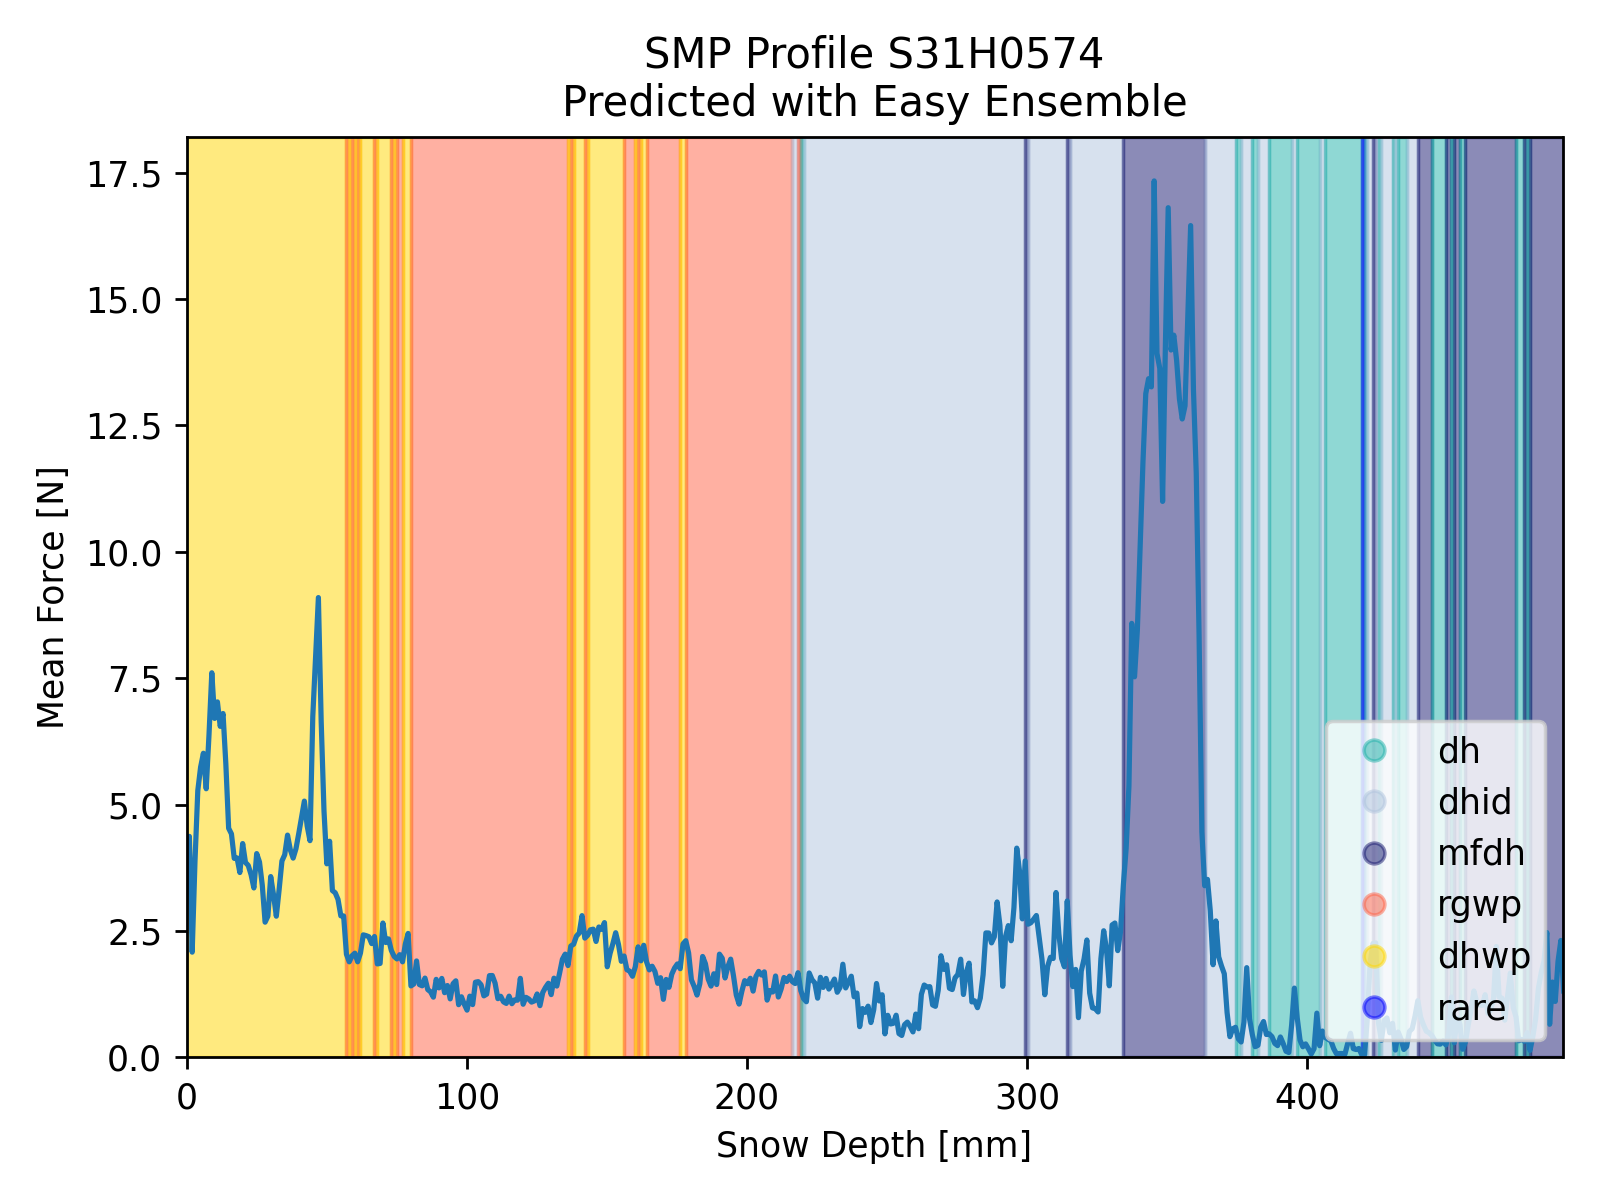 SMP Profile S31H0574
Predicted with Easy Ensemble
Mean Force [N]
17.5
15.0
12.5
10.0
7.5
5.0
2.5
0.0
0 100 200 300 400
Snow Depth [mm]
dh
dhid
mfdh
rgwp
dhwp
rare